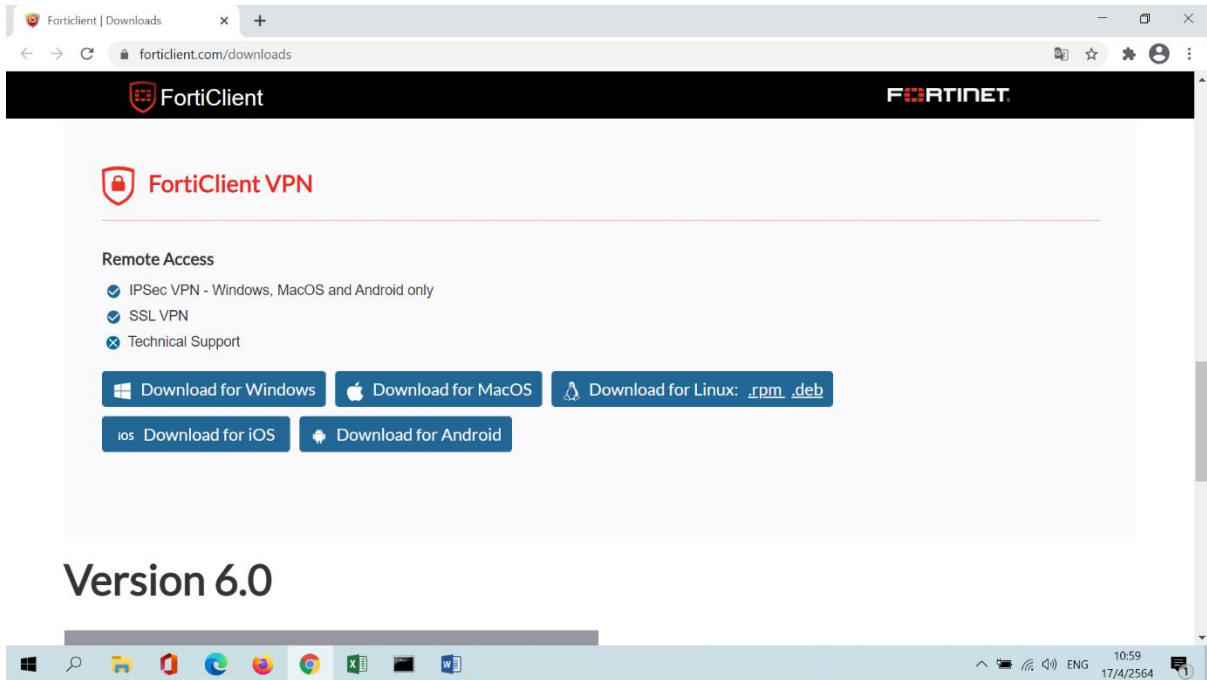 Forticlient | Downloads
forticlient.com/downloads
FortiClient
FORTINET
FortiClient VPN
Remote Access
IPSec VPN - Windows, MacOS and Android only
SSL VPN
Technical Support
Download for Windows
Download for MacOS
Download for Linux: .rpm .deb
iOS Download for iOS
Download for Android
Version 6.0
ENG
10:59
17/4/2564
1